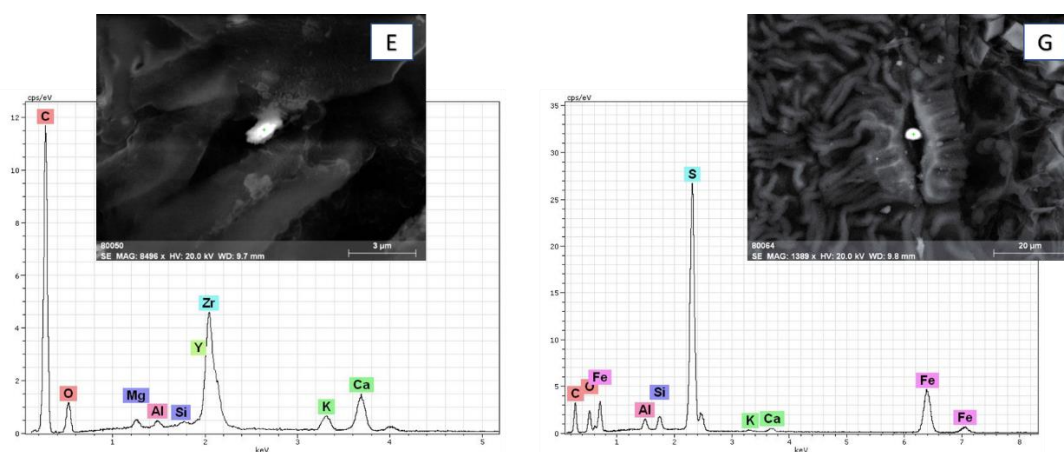 E
80050
SE MAG: 8496 x HV: 20.0 kV WD: 9.7 mm
3 µm
cps/eV
12
10
8
6
4
2
0
C
O
Mg
Al
Si
Y
Zr
K
Ca
1
2
3
4
5
keV
G
80064
SE MAG: 1389 x HV: 20.0 kV WD: 9.8 mm
20 µm
cps/eV
35
30
25
20
15
10
5
0
C
O
Fe
Al
Si
S
K
Ca
Fe
Fe
1
2
3
4
5
6
7
8
keV